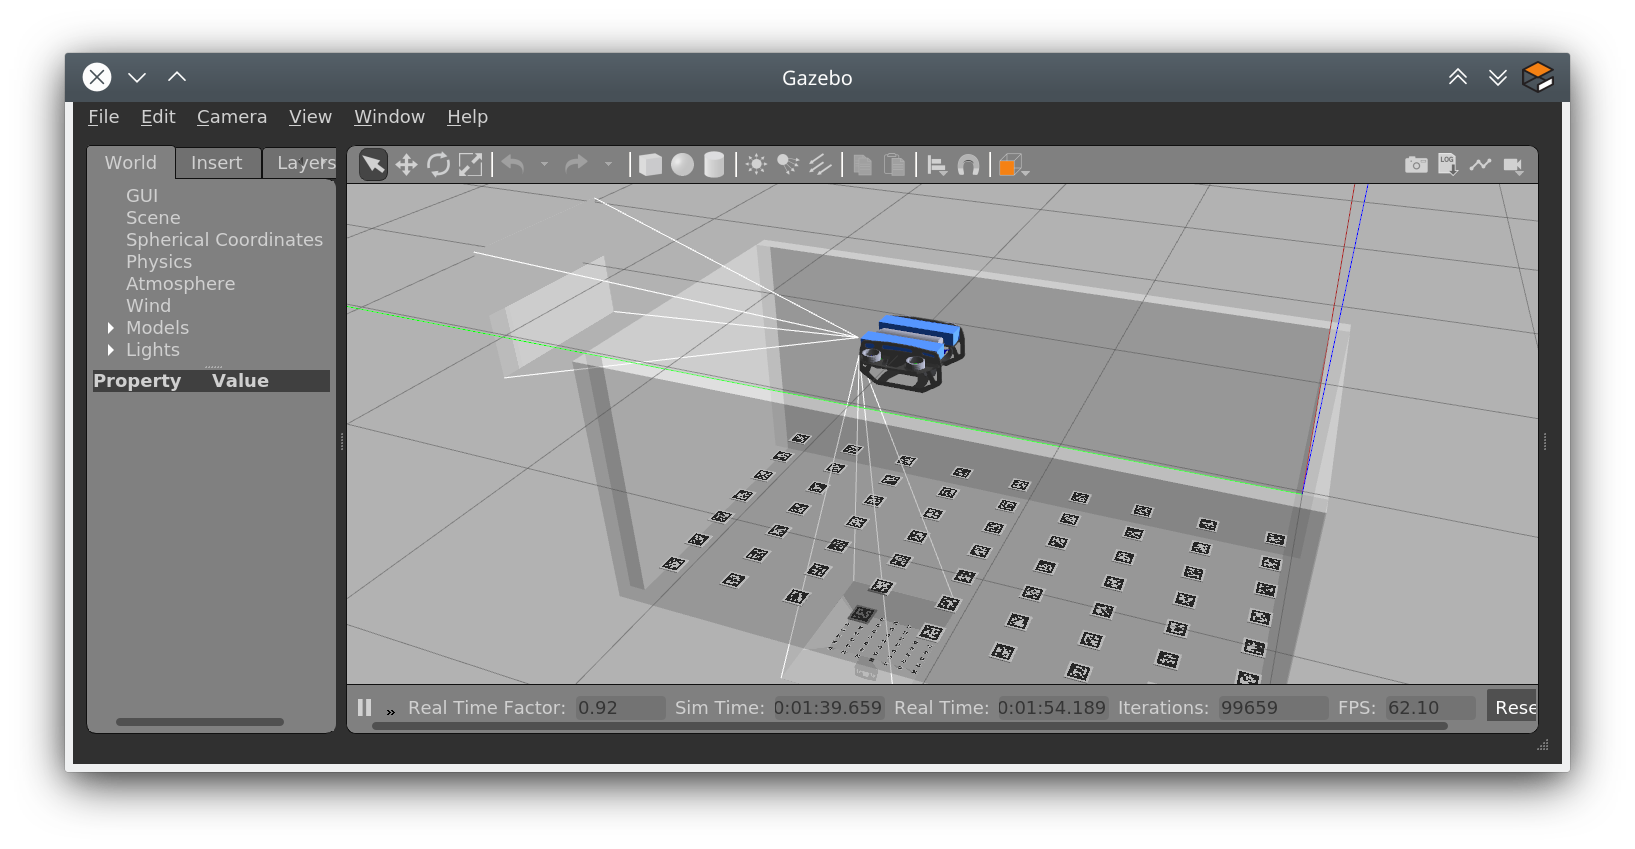 Gazebo
File Edit Camera View Window Help
World Insert Layers
LOG
GUI
Scene
Spherical Coordinates
Physics
Atmosphere
Wind
Models
Lights
Property Value
Real Time Factor: 0.92 Sim Time: 0:01:39.659 Real Time: 0:01:54.189 Iterations: 99659 FPS: 62.10 Rese